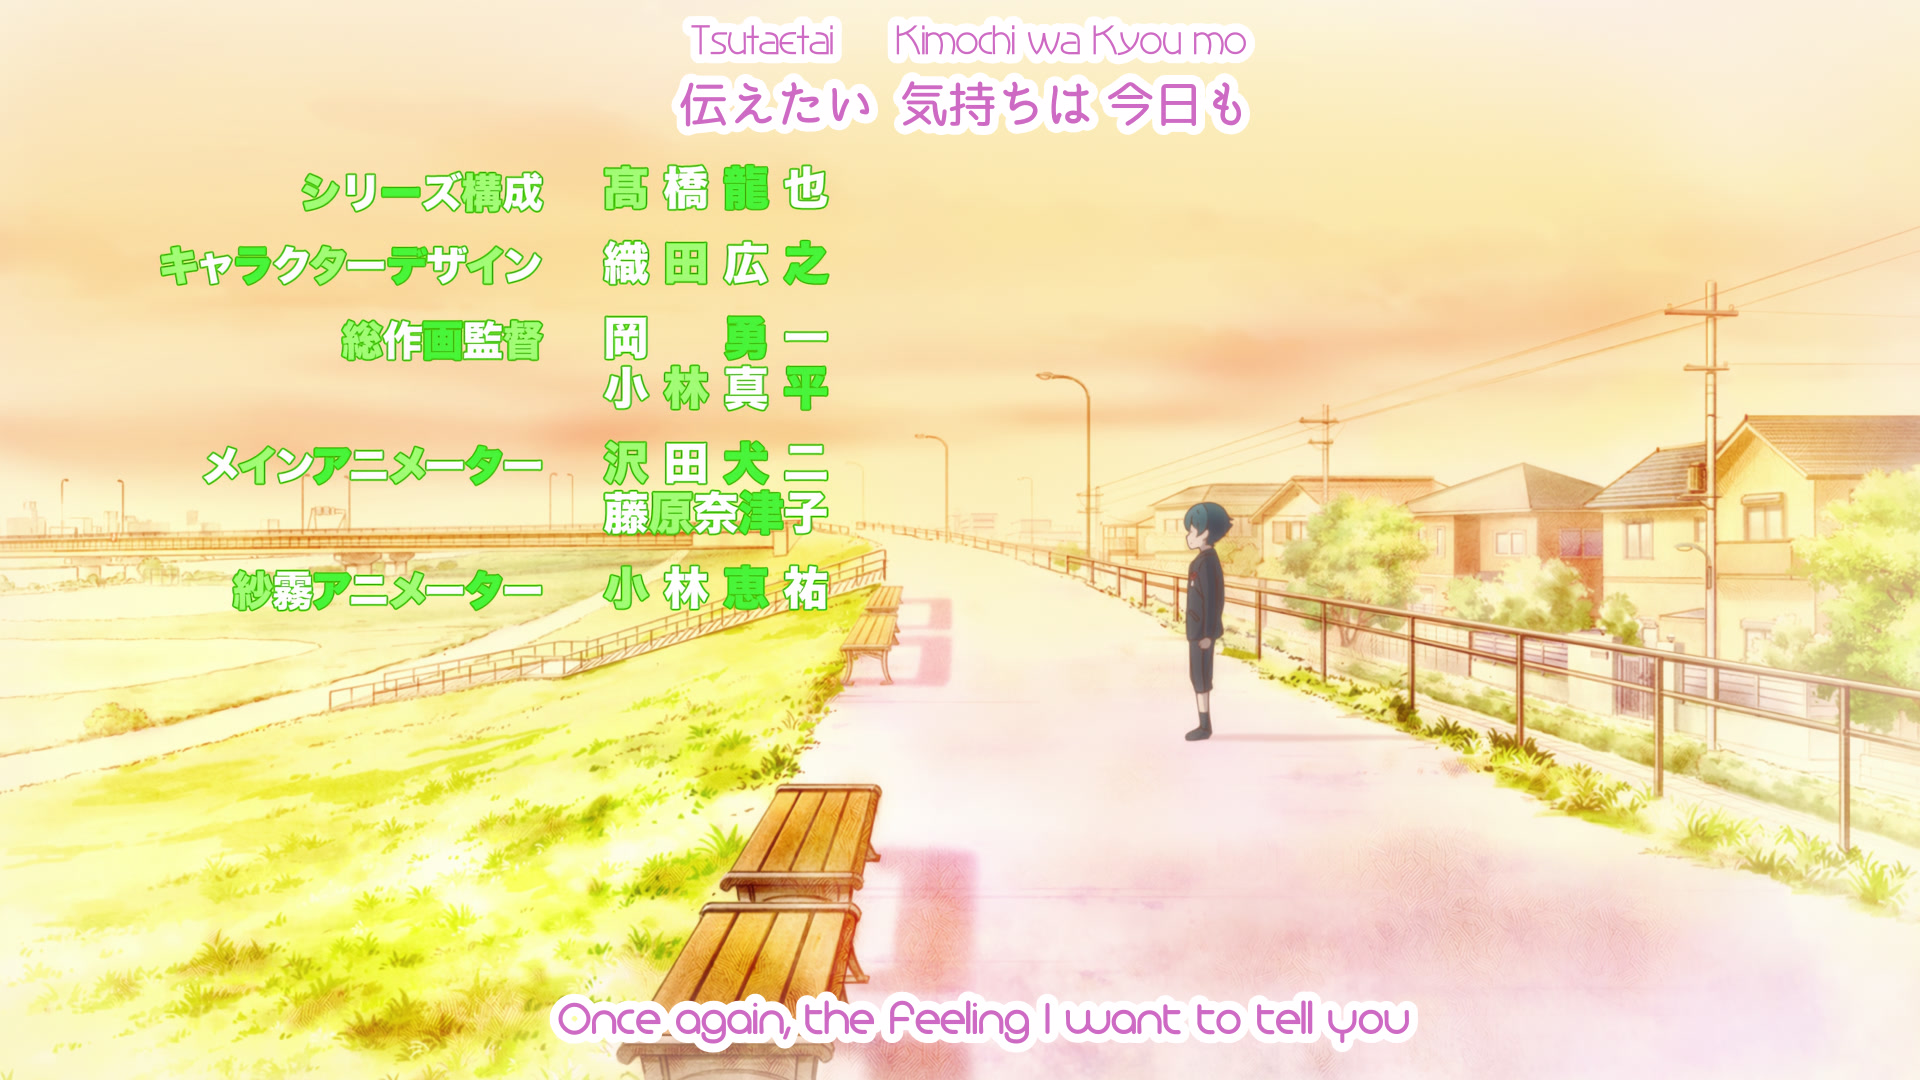 Tsutaetai Kimochi wa Kyou mo
伝えたい 気持ちは 今日も
シリーズ構成 髙橋龍也
キャラクターデザイン 織田広之
総作画監督 岡 勇一
小林真平
メインアニメーター 沢田犬二
藤原奈津子
紗霧アニメーター 小林恵祐
Once again, the feeling I want to tell you